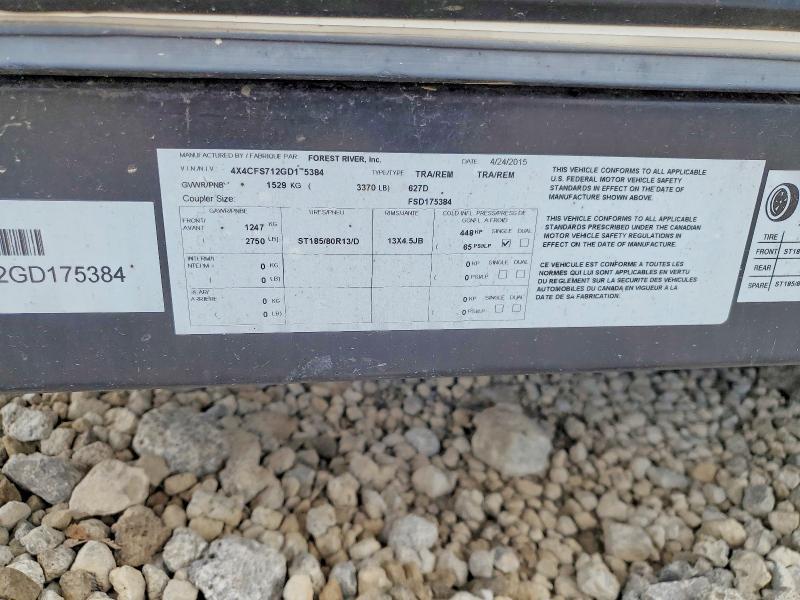 2GD175384
MANUFACTURED BY / FABRIQUE PAR FOREST RIVER, Inc. DATE 4/24/2015
V.I.N./N.I.V. 4X4CFS712GD1 5384 TYPE/TYPE TRA/REM TRA/REM
GVWR/PNBV 1529 KG ( 3370 LB) 627D
Coupler Size: FSD175384
GAWR/PNBE TIRES/PNEU RIMS/JANTE COLD INFL. PRESS/PRESS DE GONFL A FROID
FRONT/ 1247 KG 448 KP SINGLE DUAL
AVANT ( 2750 LB) ST185/80R13/D 13X4.5JB ( 65 PSI/LP
0 KG 0 KP SINGLE DUAL
( 0 LB) ( 0 PSI/LP
0 KG 0 KP SINGLE DUAL
( 0 LB) ( 0 PSI/LP
THIS VEHICLE CONFORMS TO ALL APPLICABLE
U.S. FEDERAL MOTOR VEHICLE SAFETY
STANDARDS IN EFFECT ON THE DATE OF
MANUFACTURE SHOWN ABOVE.
THIS VEHICLE CONFORMS TO ALL APPLICABLE
STANDARDS PRESCRIBED UNDER THE CANADIAN
MOTOR VEHICLE SAFETY REGULATIONS IN
EFFECT ON THE DATE OF MANUFACTURE.
CE VEHICULE EST CONFORME A TOUTES LES
NORMES QUI LUI SONT APPLICABLES EN VERTU
DU REGLEMENT SUR LA SECURITE DES VEHICULES
AUTOMOBILES DU CANADA EN VIGUEUR A LA
DATE DE SA FABRICATION.
TIRE
FRONT ST18
REAR
SPARE ST185/8